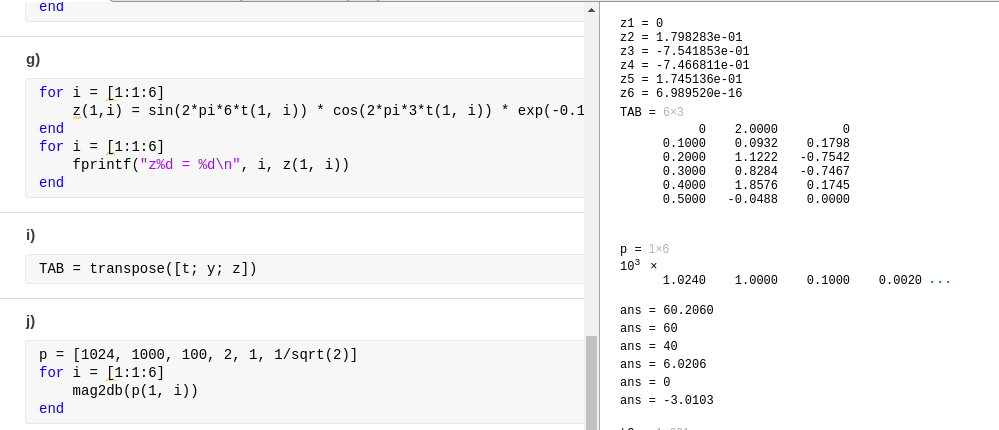 end
g)
for i = [1:1:6]
    z(1,i) = sin(2*pi*6*t(1, i)) * cos(2*pi*3*t(1, i)) * exp(-0.1
end
for i = [1:1:6]
    fprintf("z%d = %d\n", i, z(1, i))
end
i)
TAB = transpose([t; y; z])
j)
p = [1024, 1000, 100, 2, 1, 1/sqrt(2)]
for i = [1:1:6]
    mag2db(p(1, i))
end
z1 = 0
z2 = 1.798283e-01
z3 = -7.541853e-01
z4 = -7.466811e-01
z5 = 1.745136e-01
z6 = 6.989520e-16
TAB = 6×3
0 2.0000 0
0.1000 0.0932 0.1798
0.2000 1.1222 -0.7542
0.3000 0.8284 -0.7467
0.4000 1.8576 0.1745
0.5000 -0.0488 0.0000
p = 1×6
10³ ×
1.0240 1.0000 0.1000 0.0020 ...
ans = 60.2060
ans = 60
ans = 40
ans = 6.0206
ans = 0
ans = -3.0103